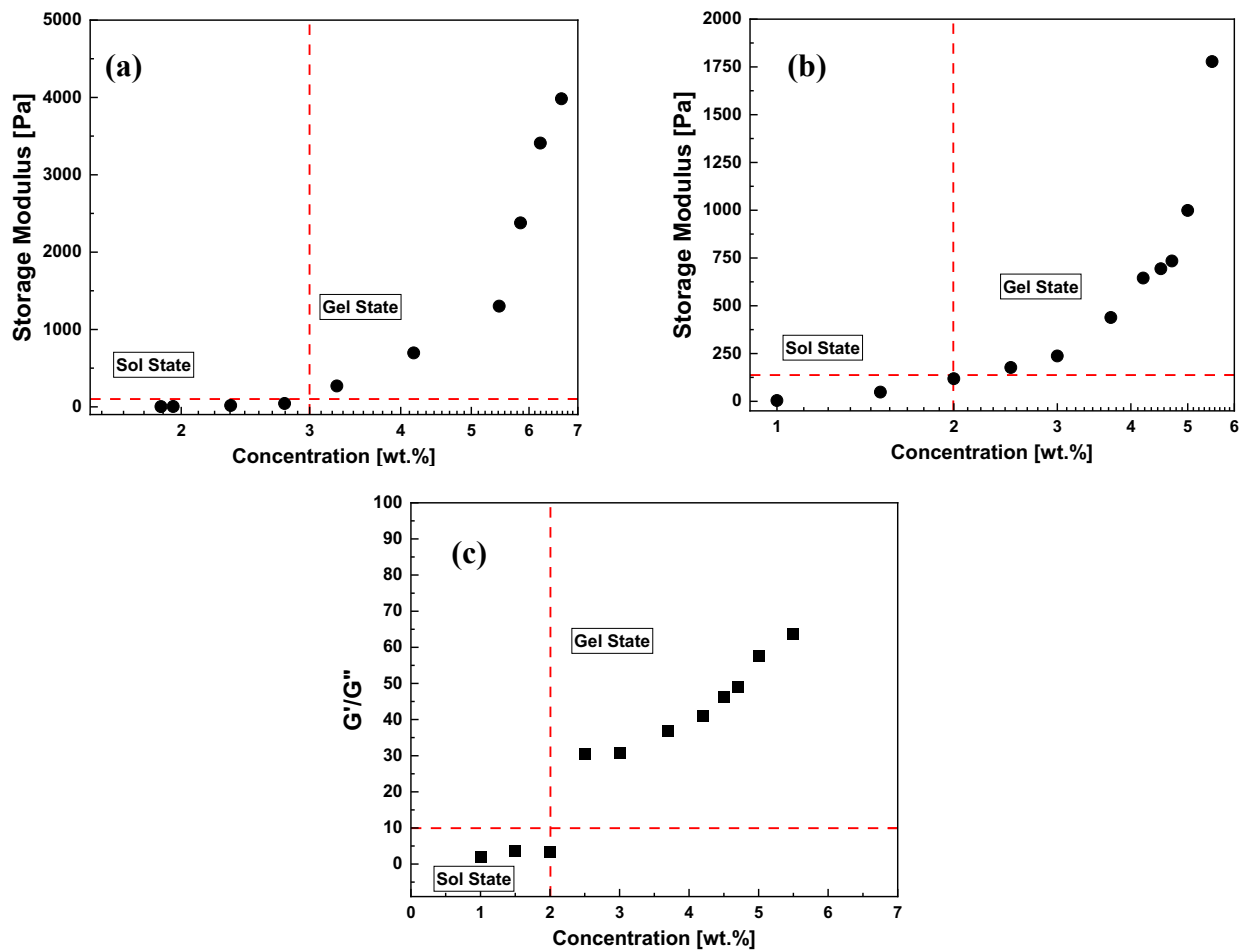 (a)
Storage Modulus [Pa]
5000
4000
3000
2000
1000
0
Gel State
Sol State
2 3 4 5 6 7
Concentration [wt.%]
(b)
Storage Modulus [Pa]
2000
1750
1500
1250
1000
750
500
250
0
Gel State
Sol State
1 2 3 4 5 6
Concentration [wt.%]
(c)
G'/G"
100
90
80
70
60
50
40
30
20
10
0
Gel State
Sol State
0 1 2 3 4 5 6 7
Concentration [wt.%]